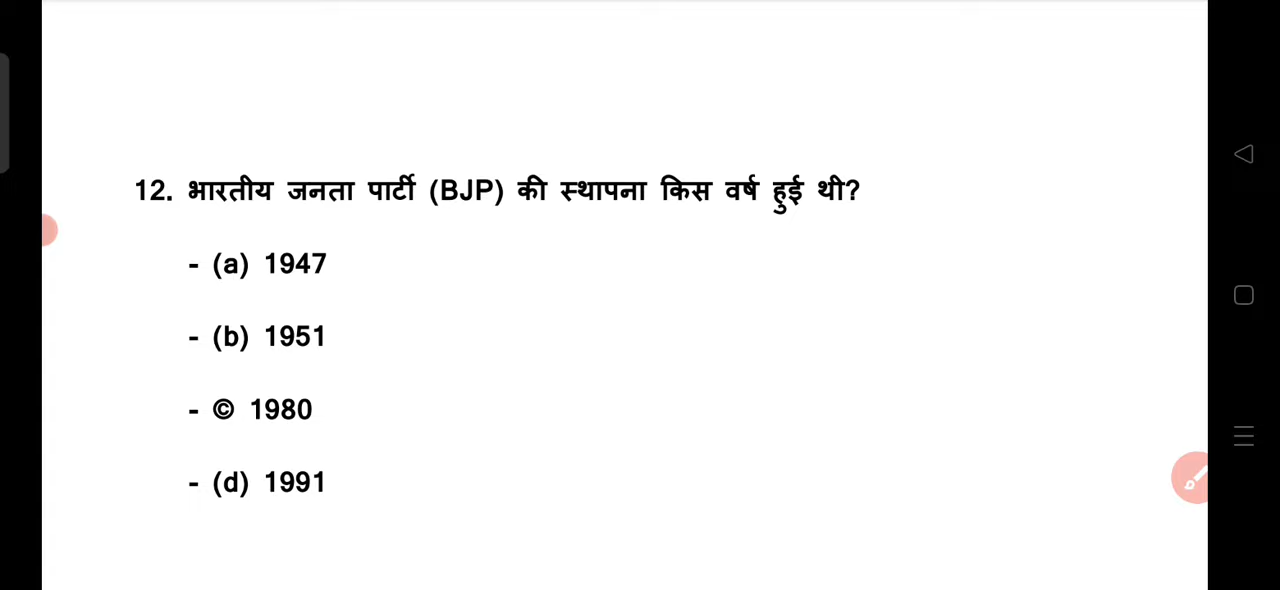 12. भारतीय जनता पार्टी (BJP) की स्थापना किस वर्ष हुई थी?
- (a) 1947
- (b) 1951
- © 1980
- (d) 1991